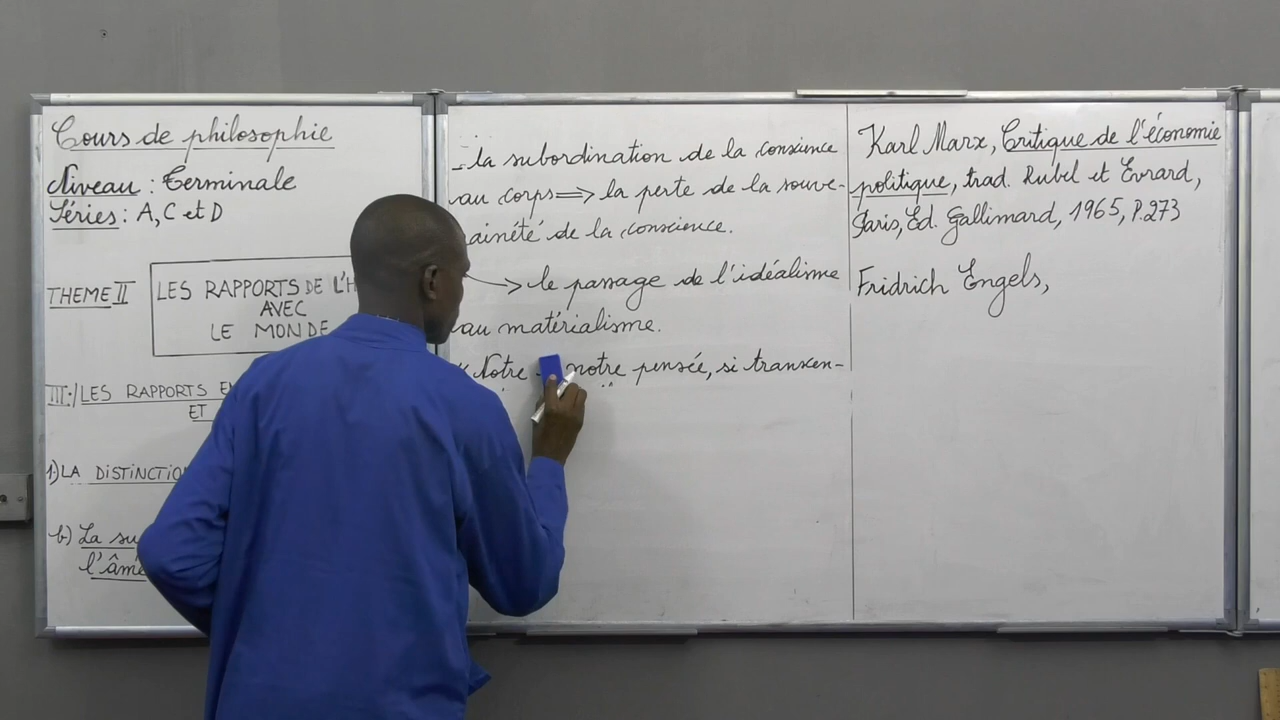 Cours de philosophie
Niveau : Terminale
Séries : A, C et D
THEME II
LES RAPPORTS DE L'H
AVEC
LE MONDE
III:/ LES RAPPORTS
ET
1) LA DISTINCTIO
b) La su
l'âme
- la subordination de la conscience
au corps ⟹ la perte de la souve-
ainété de la conscience.
→ le passage de l'idéalisme
au matérialisme.
« Notre notre pensée, si transcen-
Karl Marx, Critique de l'économie
politique, trad. Rubel et Evrard,
Paris, Ed. Gallimard, 1965, P.273
Fridrich Engels,